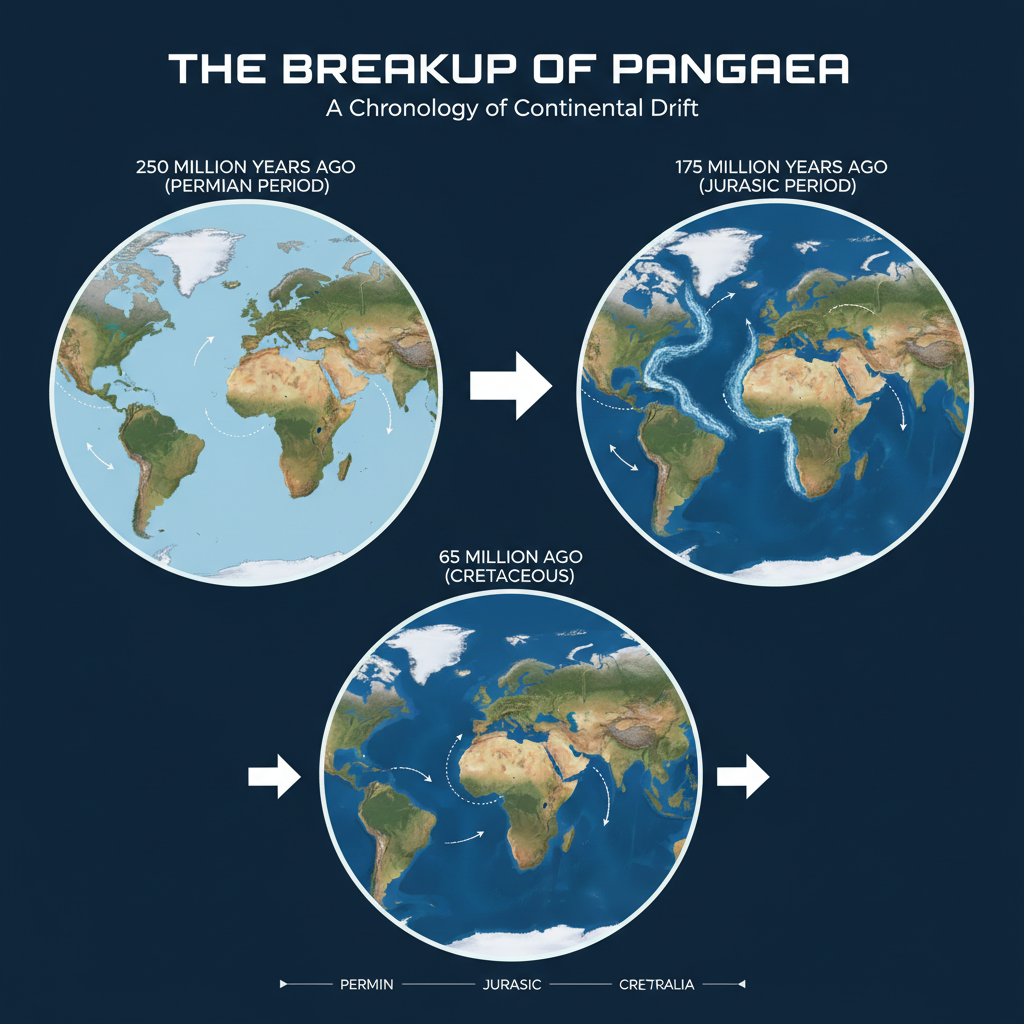 THE BREAKUP OF PANGAEA
A Chronology of Continental Drift
250 MILLION YEARS AGO
(PERMIAN PERIOD)
175 MILLION YEARS AGO
(JURASIC PERIOD)
65 MILLION AGO
(CRETACEOUS)
PERMIN JURASIC CRETRALIA